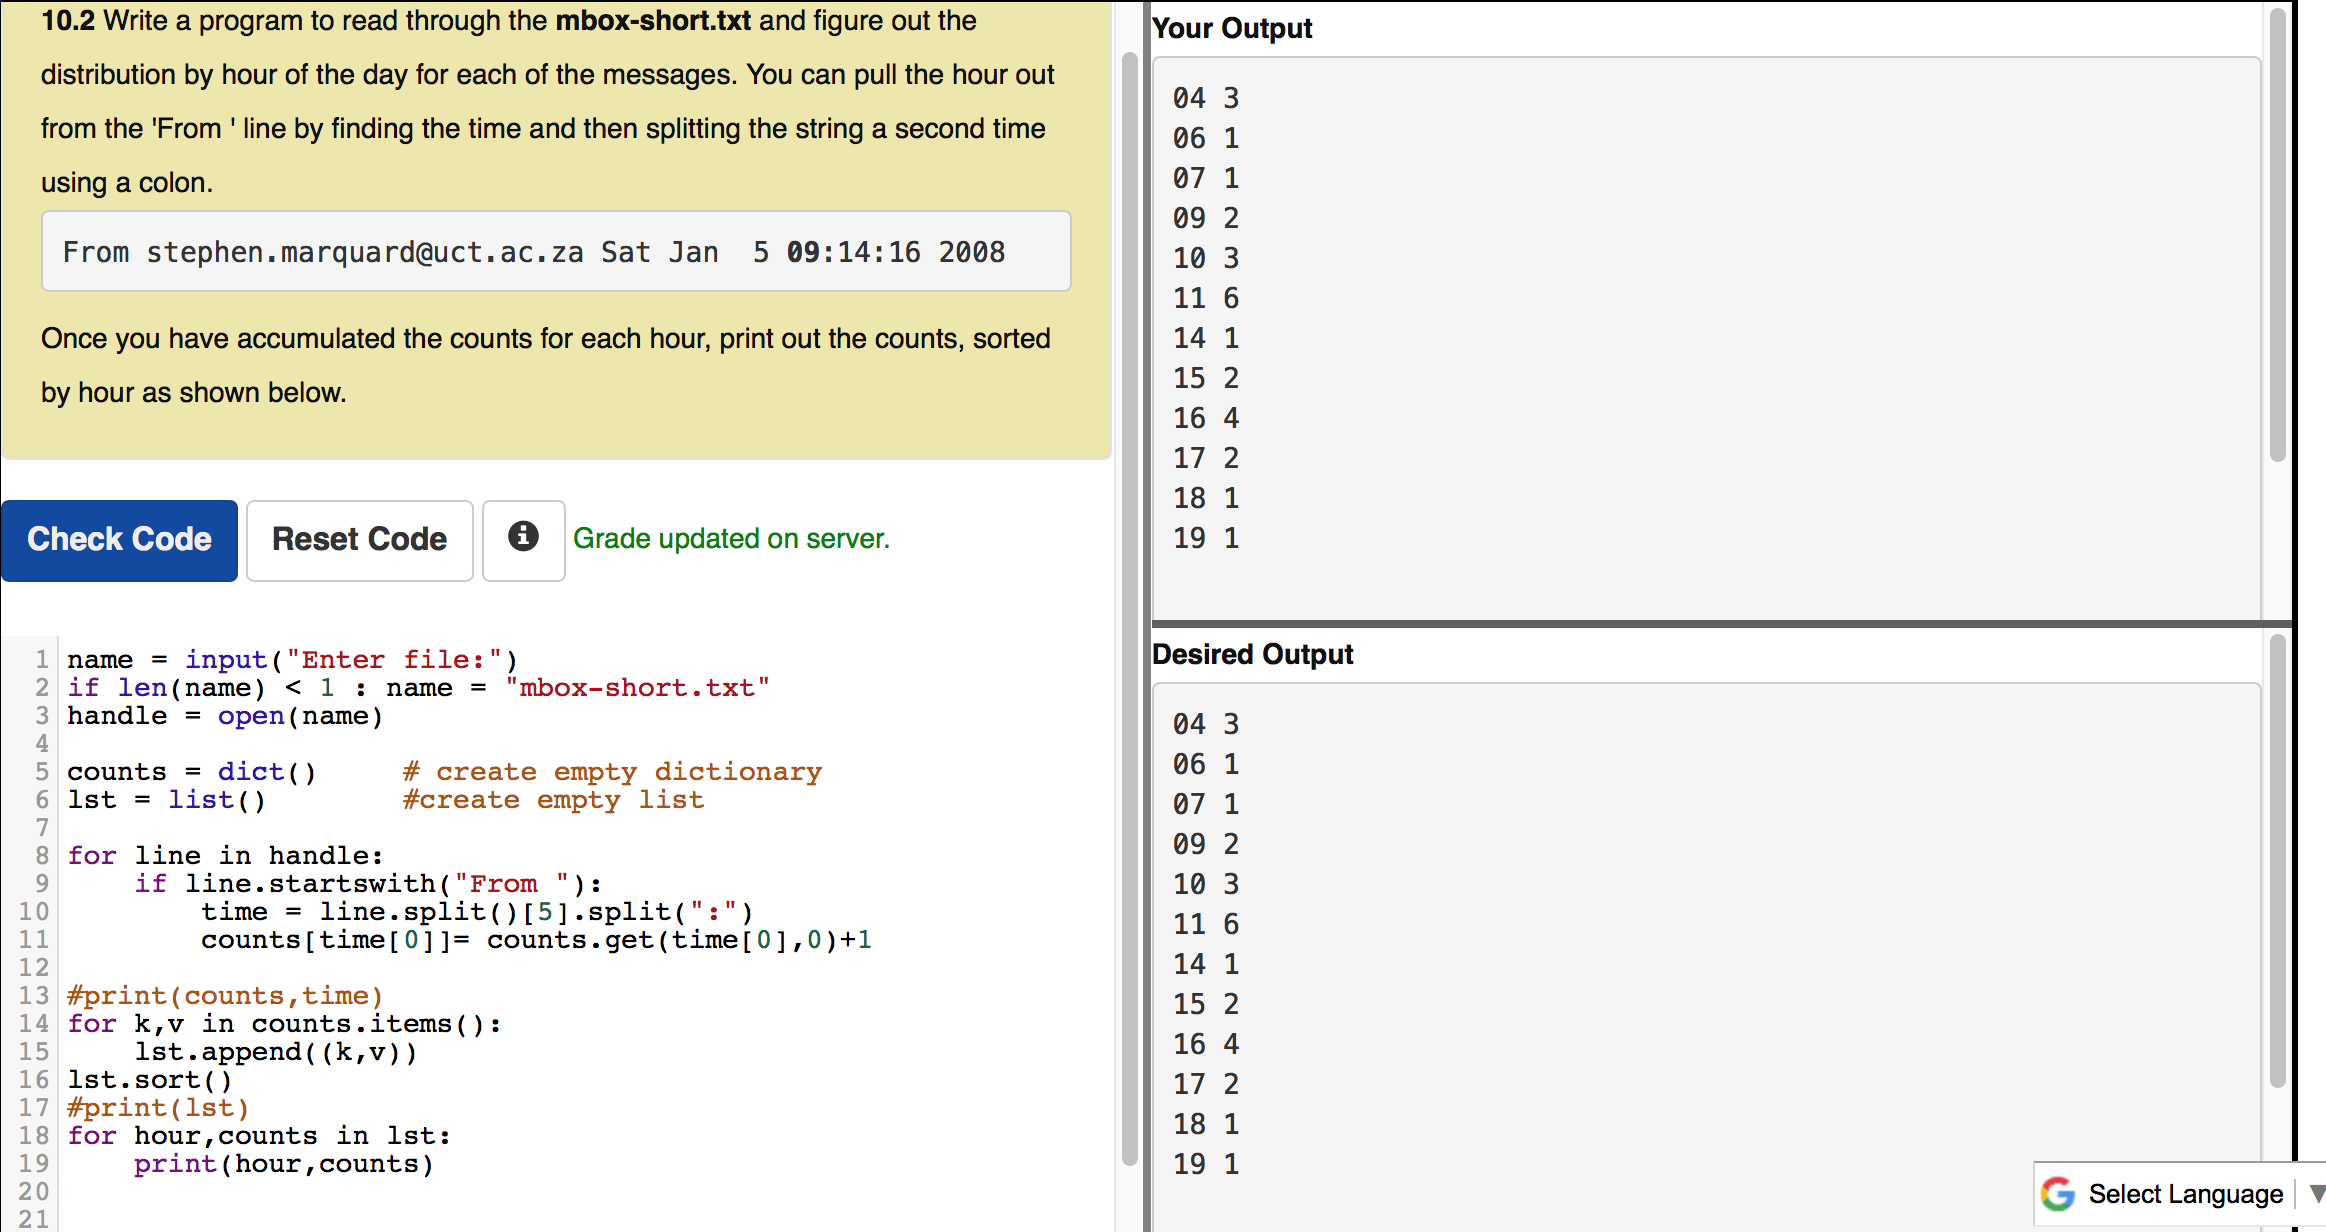 10.2 Write a program to read through the mbox-short.txt and figure out the
distribution by hour of the day for each of the messages. You can pull the hour out
from the 'From ' line by finding the time and then splitting the string a second time
using a colon.
From stephen.marquard@uct.ac.za Sat Jan  5 09:14:16 2008
Once you have accumulated the counts for each hour, print out the counts, sorted
by hour as shown below.
Check Code Reset Code Grade updated on server.
1 name = input("Enter file:")
2 if len(name) < 1 : name = "mbox-short.txt"
3 handle = open(name)
4
5 counts = dict()     # create empty dictionary
6 lst = list()        #create empty list
7
8 for line in handle:
9     if line.startswith("From "):
10         time = line.split()[5].split(":")
11         counts[time[0]]= counts.get(time[0],0)+1
12
13 #print(counts,time)
14 for k,v in counts.items():
15     lst.append((k,v))
16 lst.sort()
17 #print(lst)
18 for hour,counts in lst:
19     print(hour,counts)
20
21
Your Output
04 3
06 1
07 1
09 2
10 3
11 6
14 1
15 2
16 4
17 2
18 1
19 1
Desired Output
04 3
06 1
07 1
09 2
10 3
11 6
14 1
15 2
16 4
17 2
18 1
19 1
Select Language ▼